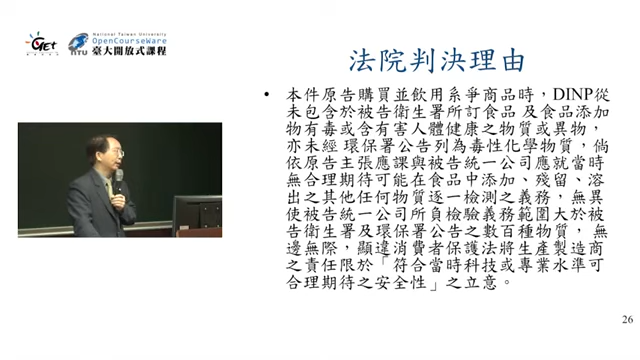 GET
NTU
National Taiwan University
OpenCourseWare
臺大開放式課程
法院判決理由
• 本件原告購買並飲用系爭商品時，DINP從
未包含於被告衛生署所訂食品 及食品添加
物有毒或含有害人體健康之物質或異物，
亦未經 環保署公告列為毒性化學物質，倘
依原告主張應課與被告統一公司應就當時
無合理期待可能在食品中添加、殘留、溶
出之其他任何物質逐一檢測之義務，無異
使被告統一公司所負檢驗義務範圍大於被
告衛生署及環保署公告之數百種物質， 無
邊無際，顯違消費者保護法將生產製造商
之責任限於「符合當時科技或專業水準可
合理期待之安全性」之立意。
26